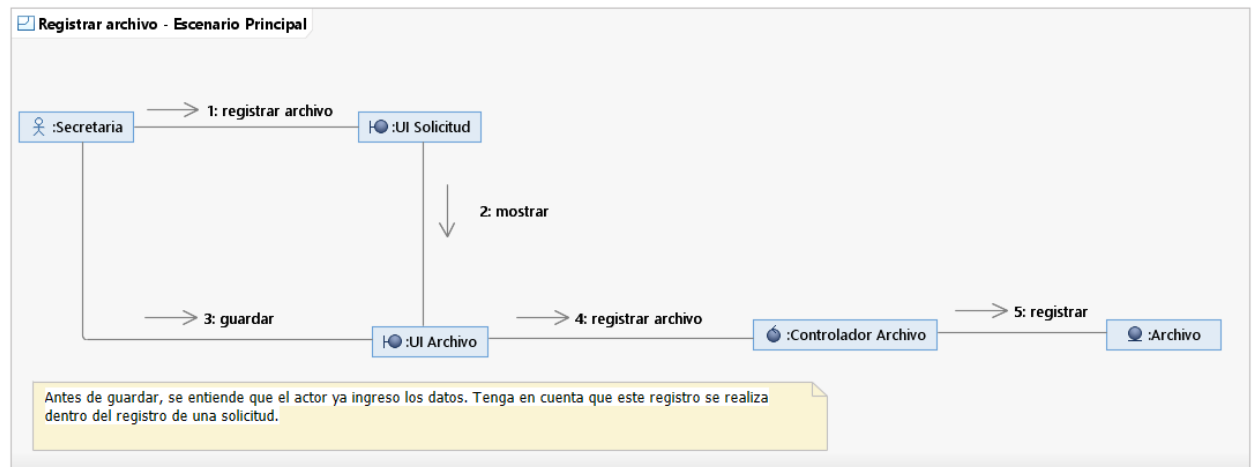 Registrar archivo - Escenario Principal
1: registrar archivo
:Secretaria
:UI Solicitud
2: mostrar
3: guardar
4: registrar archivo
5: registrar
:UI Archivo
:Controlador Archivo
:Archivo
Antes de guardar, se entiende que el actor ya ingreso los datos. Tenga en cuenta que este registro se realiza
dentro del registro de una solicitud.